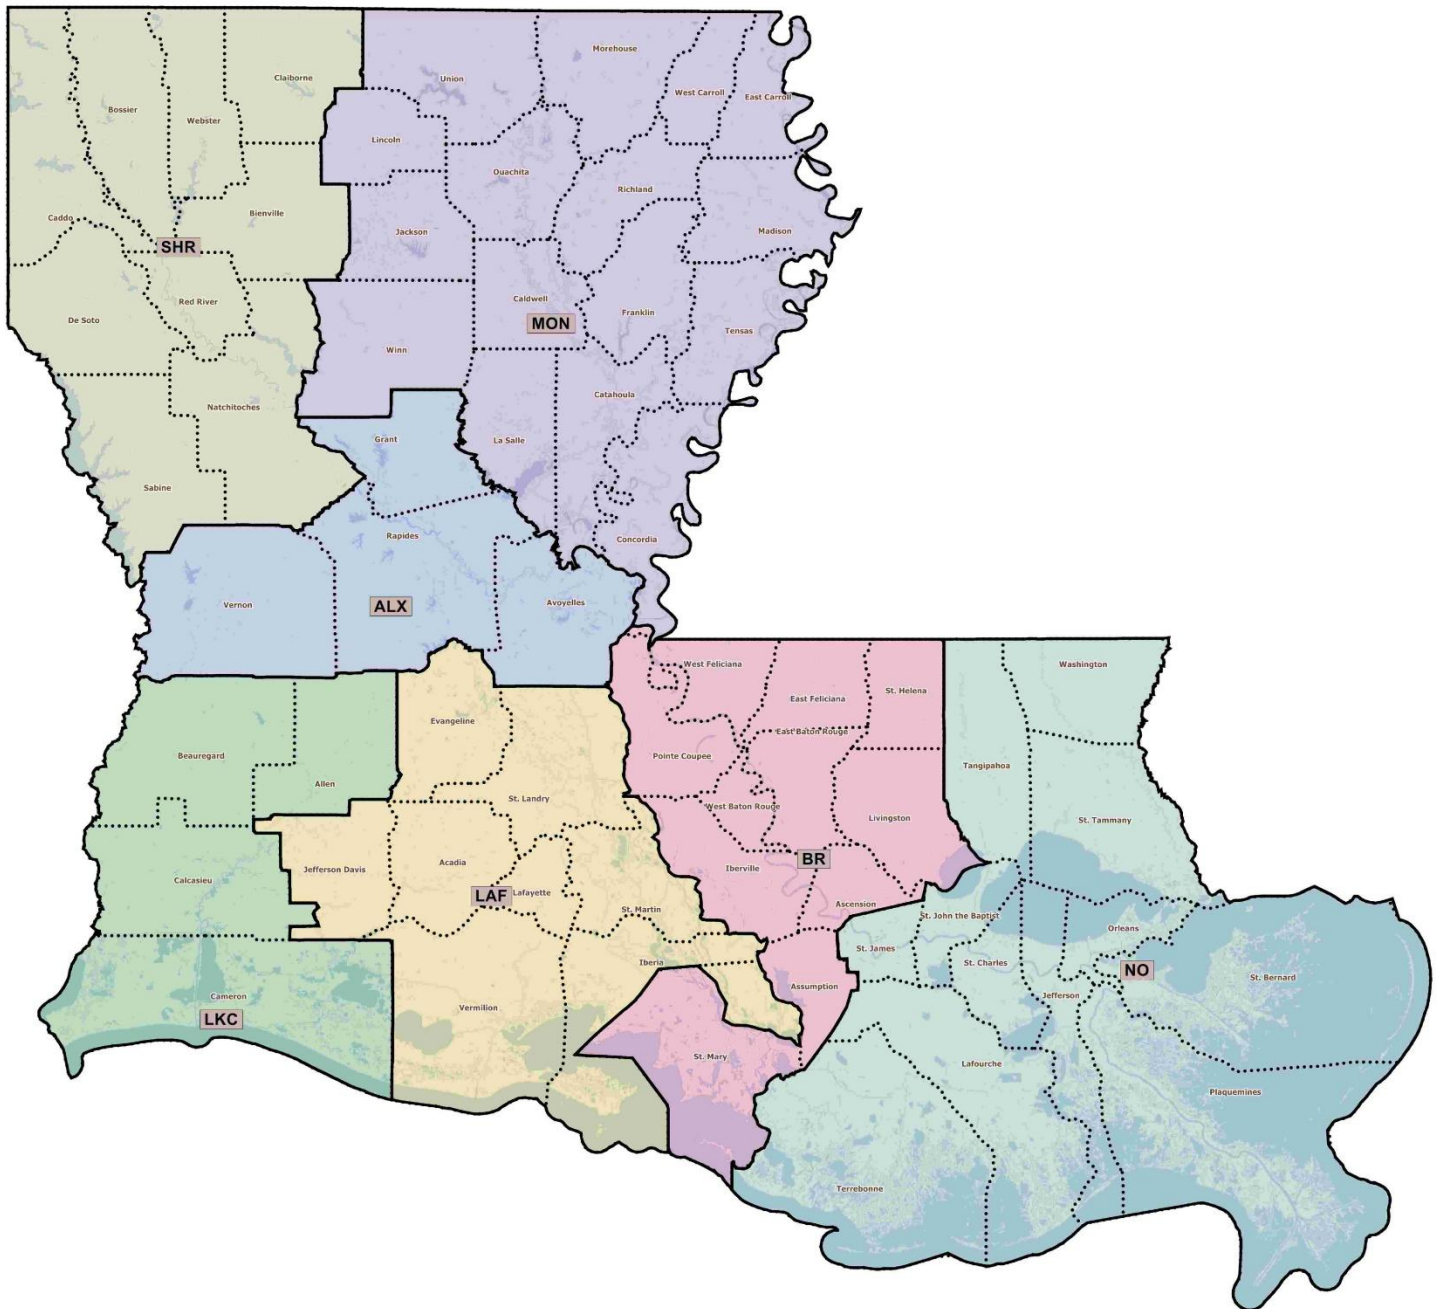 Morehouse
Claiborne
Union
West Carroll
East Carroll
Bossier
Webster
Lincoln
Ouachita
Richland
Bienville
Caddo
Jackson
Madison
SHR
Red River
Caldwell
De Soto
Franklin
MON
Tensas
Winn
Catahoula
Natchitoches
Grant
La Salle
Sabine
Rapides
Concordia
Vernon
ALX
Avoyelles
West Feliciana
Washington
St. Helena
East Feliciana
Evangeline
East Baton Rouge
Beauregard
Pointe Coupee
Tangipahoa
Allen
St. Landry
West Baton Rouge
Livingston
St. Tammany
BR
Acadia
Jefferson Davis
Iberville
Calcasieu
LAF
Lafayette
Ascension
St. Martin
St. John the Baptist
Orleans
St. James
Iberia
St. Charles
NO
St. Bernard
Assumption
Cameron
Jefferson
Vermilion
LKC
St. Mary
Lafourche
Plaquemines
Terrebonne